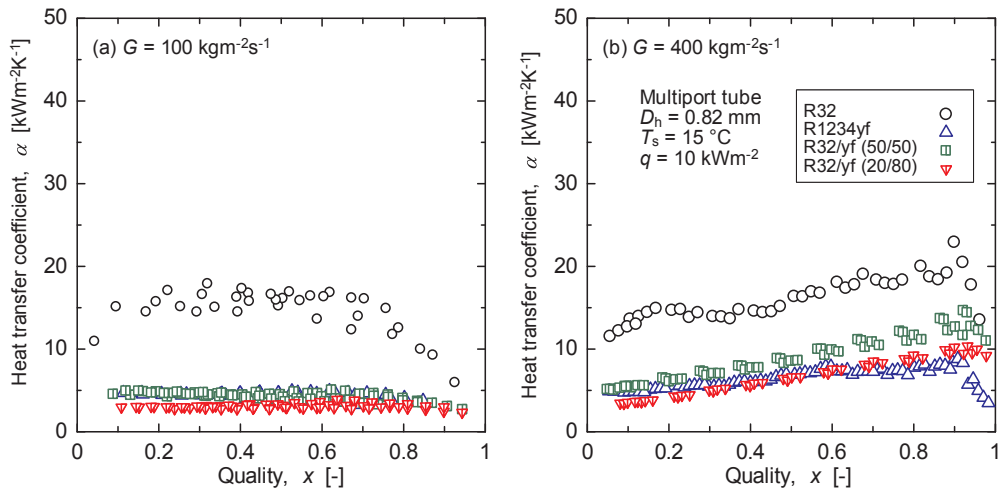 50
40
30
20
10
0
Heat transfer coefficient, α [kWm-2K-1]
(a) G = 100 kgm-2s-1
0
0.2
0.4
0.6
0.8
1
Quality, x [-]
50
40
30
20
10
0
Heat transfer coefficient, α [kWm-2K-1]
(b) G = 400 kgm-2s-1
Multiport tube
Dh = 0.82 mm
Ts = 15 °C
q = 10 kWm-2
R32
R1234yf
R32/yf (50/50)
R32/yf (20/80)
0
0.2
0.4
0.6
0.8
1
Quality, x [-]